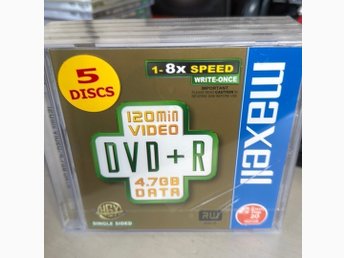 5
DISCS
1-8x SPEED
WRITE-ONCE
IMPORTANT
maxell
120min
VIDEO
DVD+R
4.7GB
DATA
SINGLE SIDED
RW